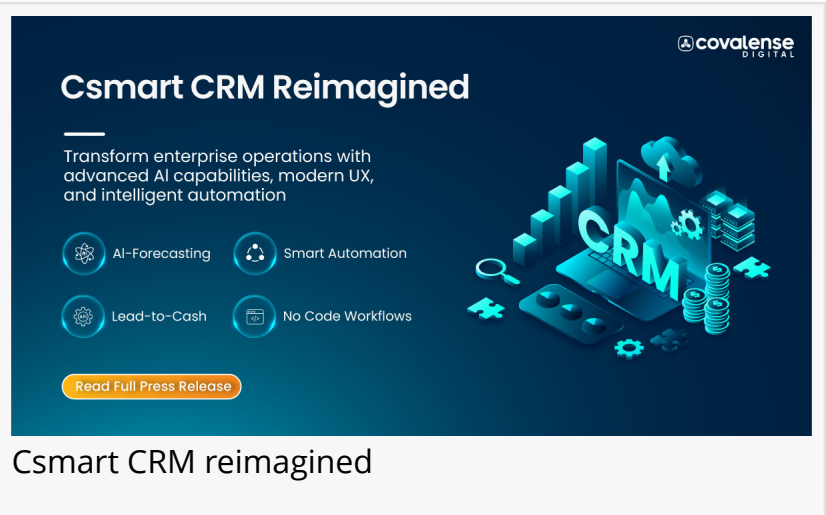 covalense
DIGITAL
Csmart CRM Reimagined
Transform enterprise operations with
advanced AI capabilities, modern UX,
and intelligent automation
AI-Forecasting
Smart Automation
Lead-to-Cash
No Code Workflows
Read Full Press Release
CRM
Csmart CRM reimagined